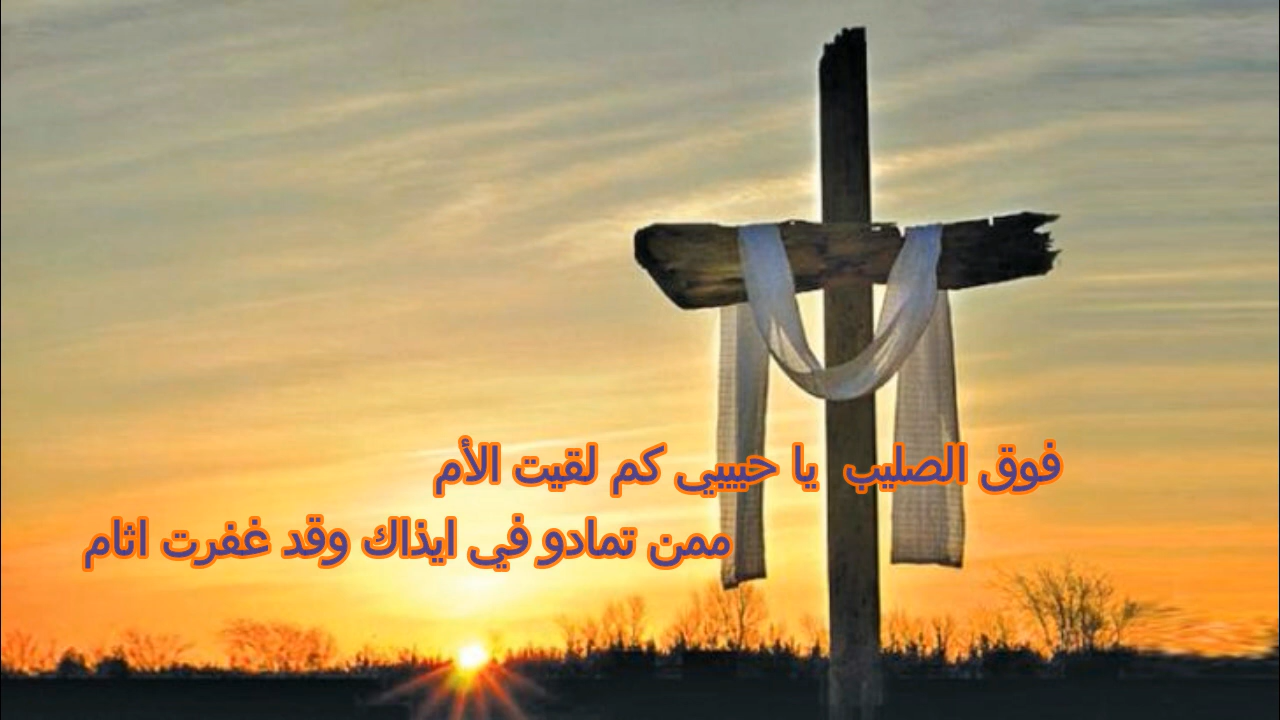 فوق الصليب يا حبيبي كم لقيت الأم
ممن تمادو في ايذاك وقد غفرت اثام